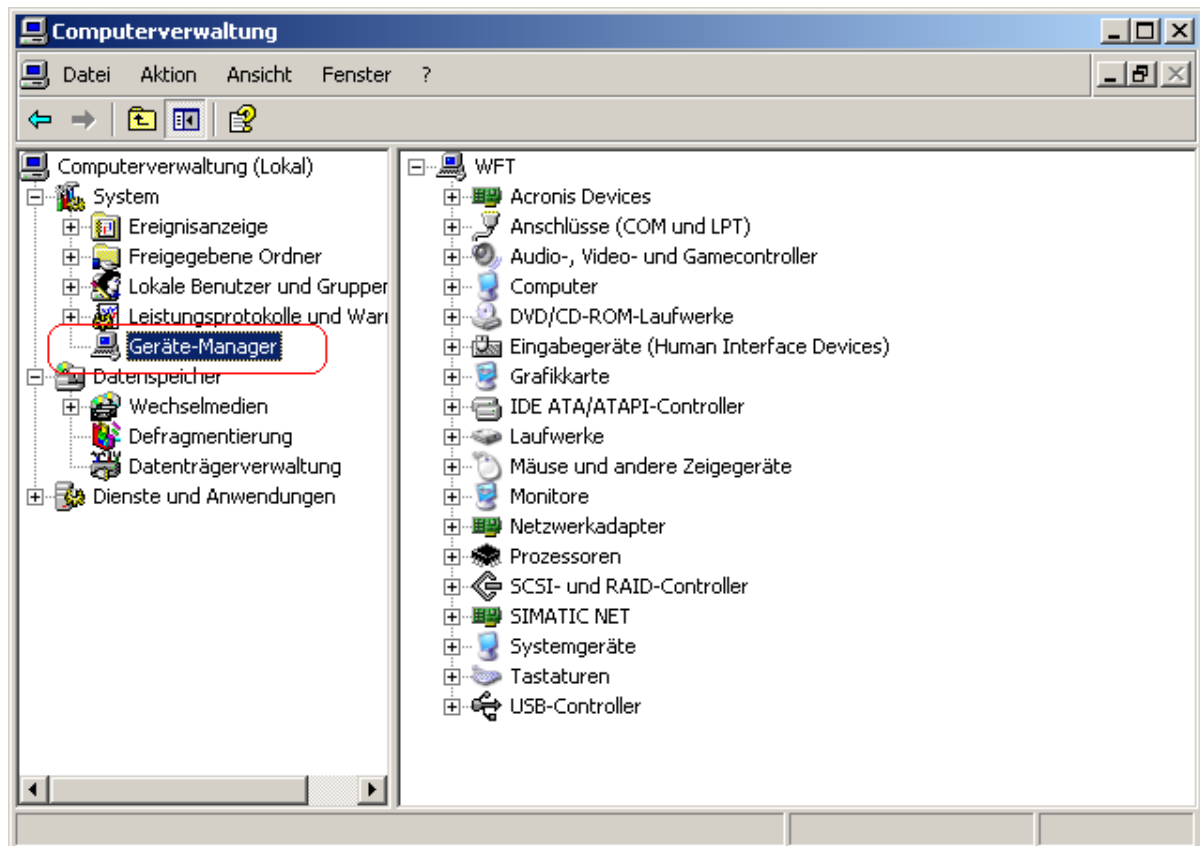 Computerverwaltung
Datei Aktion Ansicht Fenster ?
Computerverwaltung (Lokal)
System
Ereignisanzeige
Freigegebene Ordner
Lokale Benutzer und Gruppen
Leistungsprotokolle und Warn
Geräte-Manager
Datenspeicher
Wechselmedien
Defragmentierung
Datenträgerverwaltung
Dienste und Anwendungen
WFT
Acronis Devices
Anschlüsse (COM und LPT)
Audio-, Video- und Gamecontroller
Computer
DVD/CD-ROM-Laufwerke
Eingabegeräte (Human Interface Devices)
Grafikkarte
IDE ATA/ATAPI-Controller
Laufwerke
Mäuse und andere Zeigegeräte
Monitore
Netzwerkadapter
Prozessoren
SCSI- und RAID-Controller
SIMATIC NET
Systemgeräte
Tastaturen
USB-Controller